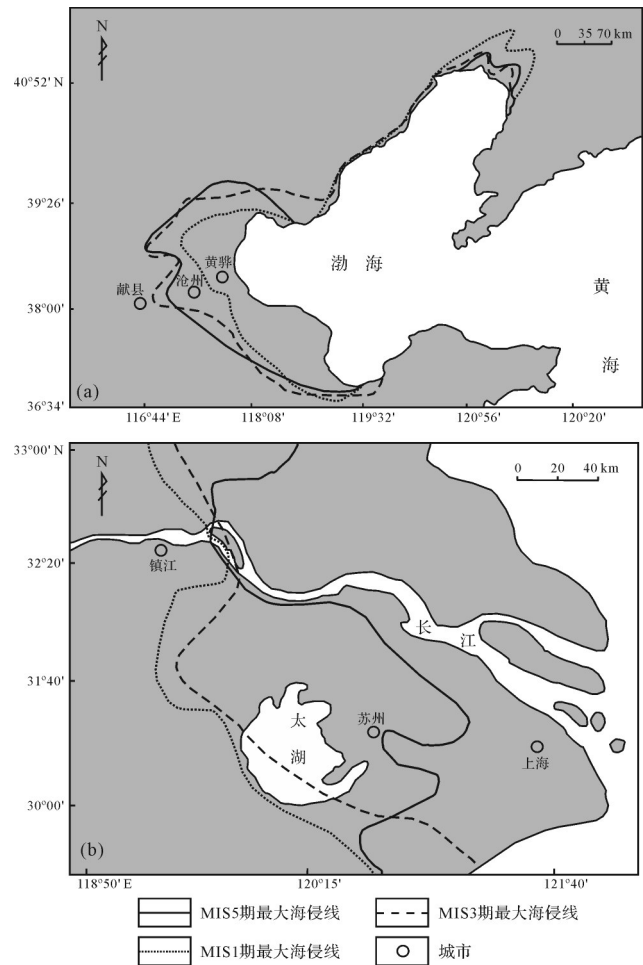 N
0 35 70 km
40°52′ N
39°26′
38°00′
36°34′
渤 海
黄
海
黄骅
沧州
献县
(a)
116°44′E 118°08′ 119°32′ 120°56′ 120°20′
33°00′ N
N
0 20 40 km
32°20′
镇江
长 江
31°40′
太
湖
苏州
上海
30°00′
(b)
118°50′E 120°15′ 121°40′
MIS5期最大海侵线 MIS3期最大海侵线
MIS1期最大海侵线 城市